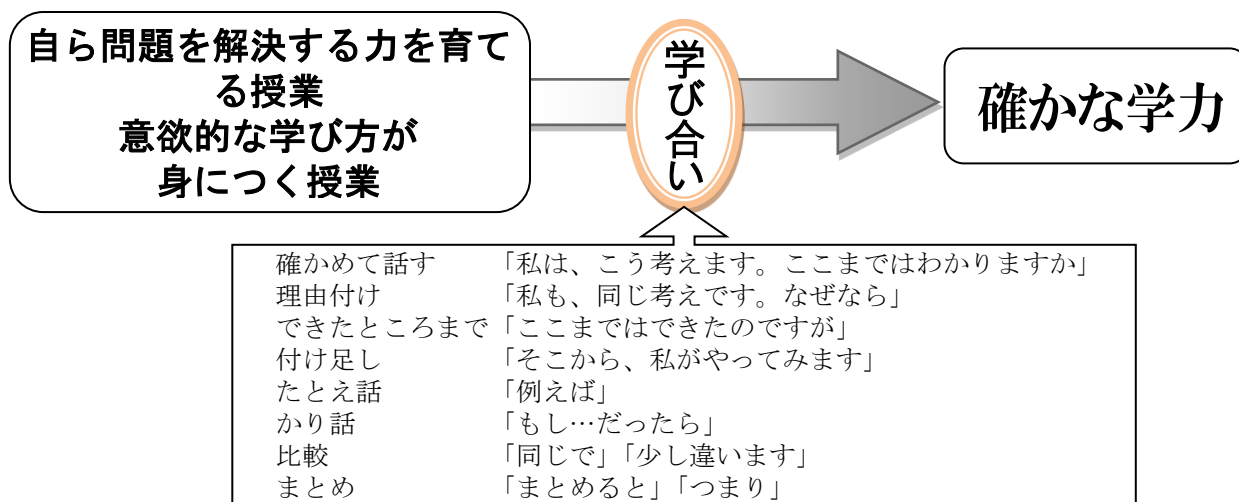 自ら問題を解決する力を育て
る授業
意欲的な学び方が
身につく授業
学び合い
確かな学力
確かめて話す 「私は、こう考えます。ここまではわかりますか」
理由付け 「私も、同じ考えです。なぜなら」
できたところまで「ここまではできたのですが」
付け足し 「そこから、私がやってみます」
たとえ話 「例えば」
かり話 「もし…だったら」
比較 「同じで」「少し違います」
まとめ 「まとめると」「つまり」